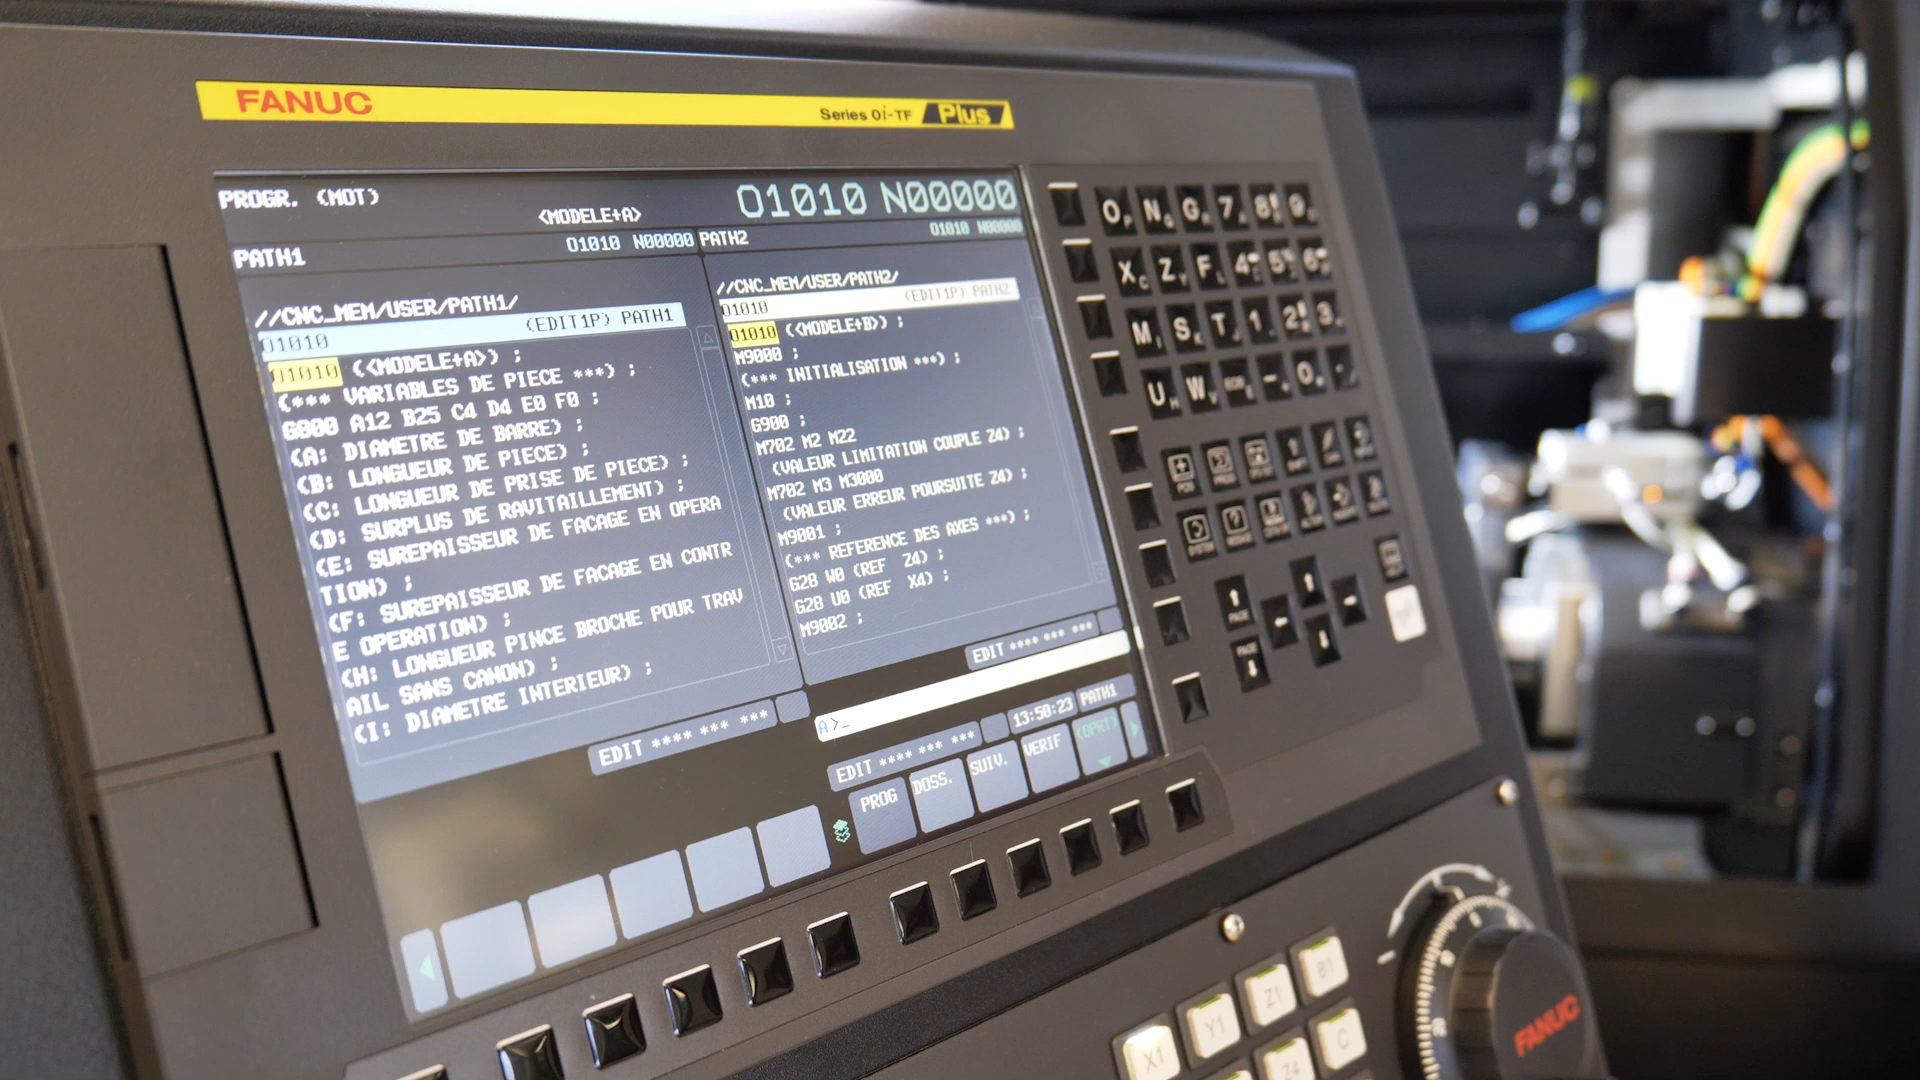 FANUC
Series 0i-TF Plus
PROGR. (MOT)
<MODELE+A>
O1010 N00000
PATH1
O1010 N00000
//CNC_MEM/USER/PATH1/
O1010 (EDIT1P) PATH1
O1010 (<MODELE+A>) ;
(*** VARIABLES DE PIECE ***) ;
G800 A12 B25 C4 D4 E0 F0 ;
(A: DIAMETRE DE BARRE) ;
(B: LONGUEUR DE PIECE) ;
(C: LONGUEUR DE PRISE DE PIECE) ;
(D: SURPLUS DE RAVITAILLEMENT) ;
(E: SUREPAISSEUR DE FACAGE EN OPERA
TION) ;
(F: SUREPAISSEUR DE FACAGE EN CONTR
E OPERATION) ;
(H: LONGUEUR PINCE BROCHE POUR TRAV
AIL SANS CANON) ;
(I: DIAMETRE INTERIEUR) ;
EDIT **** *** ***
PATH2
O1010 N00000
//CNC_MEM/USER/PATH2/
O1010 (EDIT1P) PATH2
O1010 (<MODELE+B>) ;
M9000 ;
(*** INITIALISATION ***) ;
M10 ;
G900 ;
M702 M2 M22
(VALEUR LIMITATION COUPLE Z4) ;
M702 M3 M3000
(VALEUR ERREUR POURSUITE Z4) ;
M9001 ;
(*** REFERENCE DES AXES ***) ;
G28 W0 (REF Z4) ;
G28 U0 (REF X4) ;
M9002 ;
EDIT **** *** ***
A>_
EDIT **** *** ***
13:50:23
PATH1
PROG
DOSS.
SUIV.
VERIF
(OPRT)
O N G 7 8 9
X Z F 4 5 6
M S T 1 2 3
U W EOB - 0 .
PAGE
PAGE
X1 Y1 Z1 B1
Z4 C
FANUC